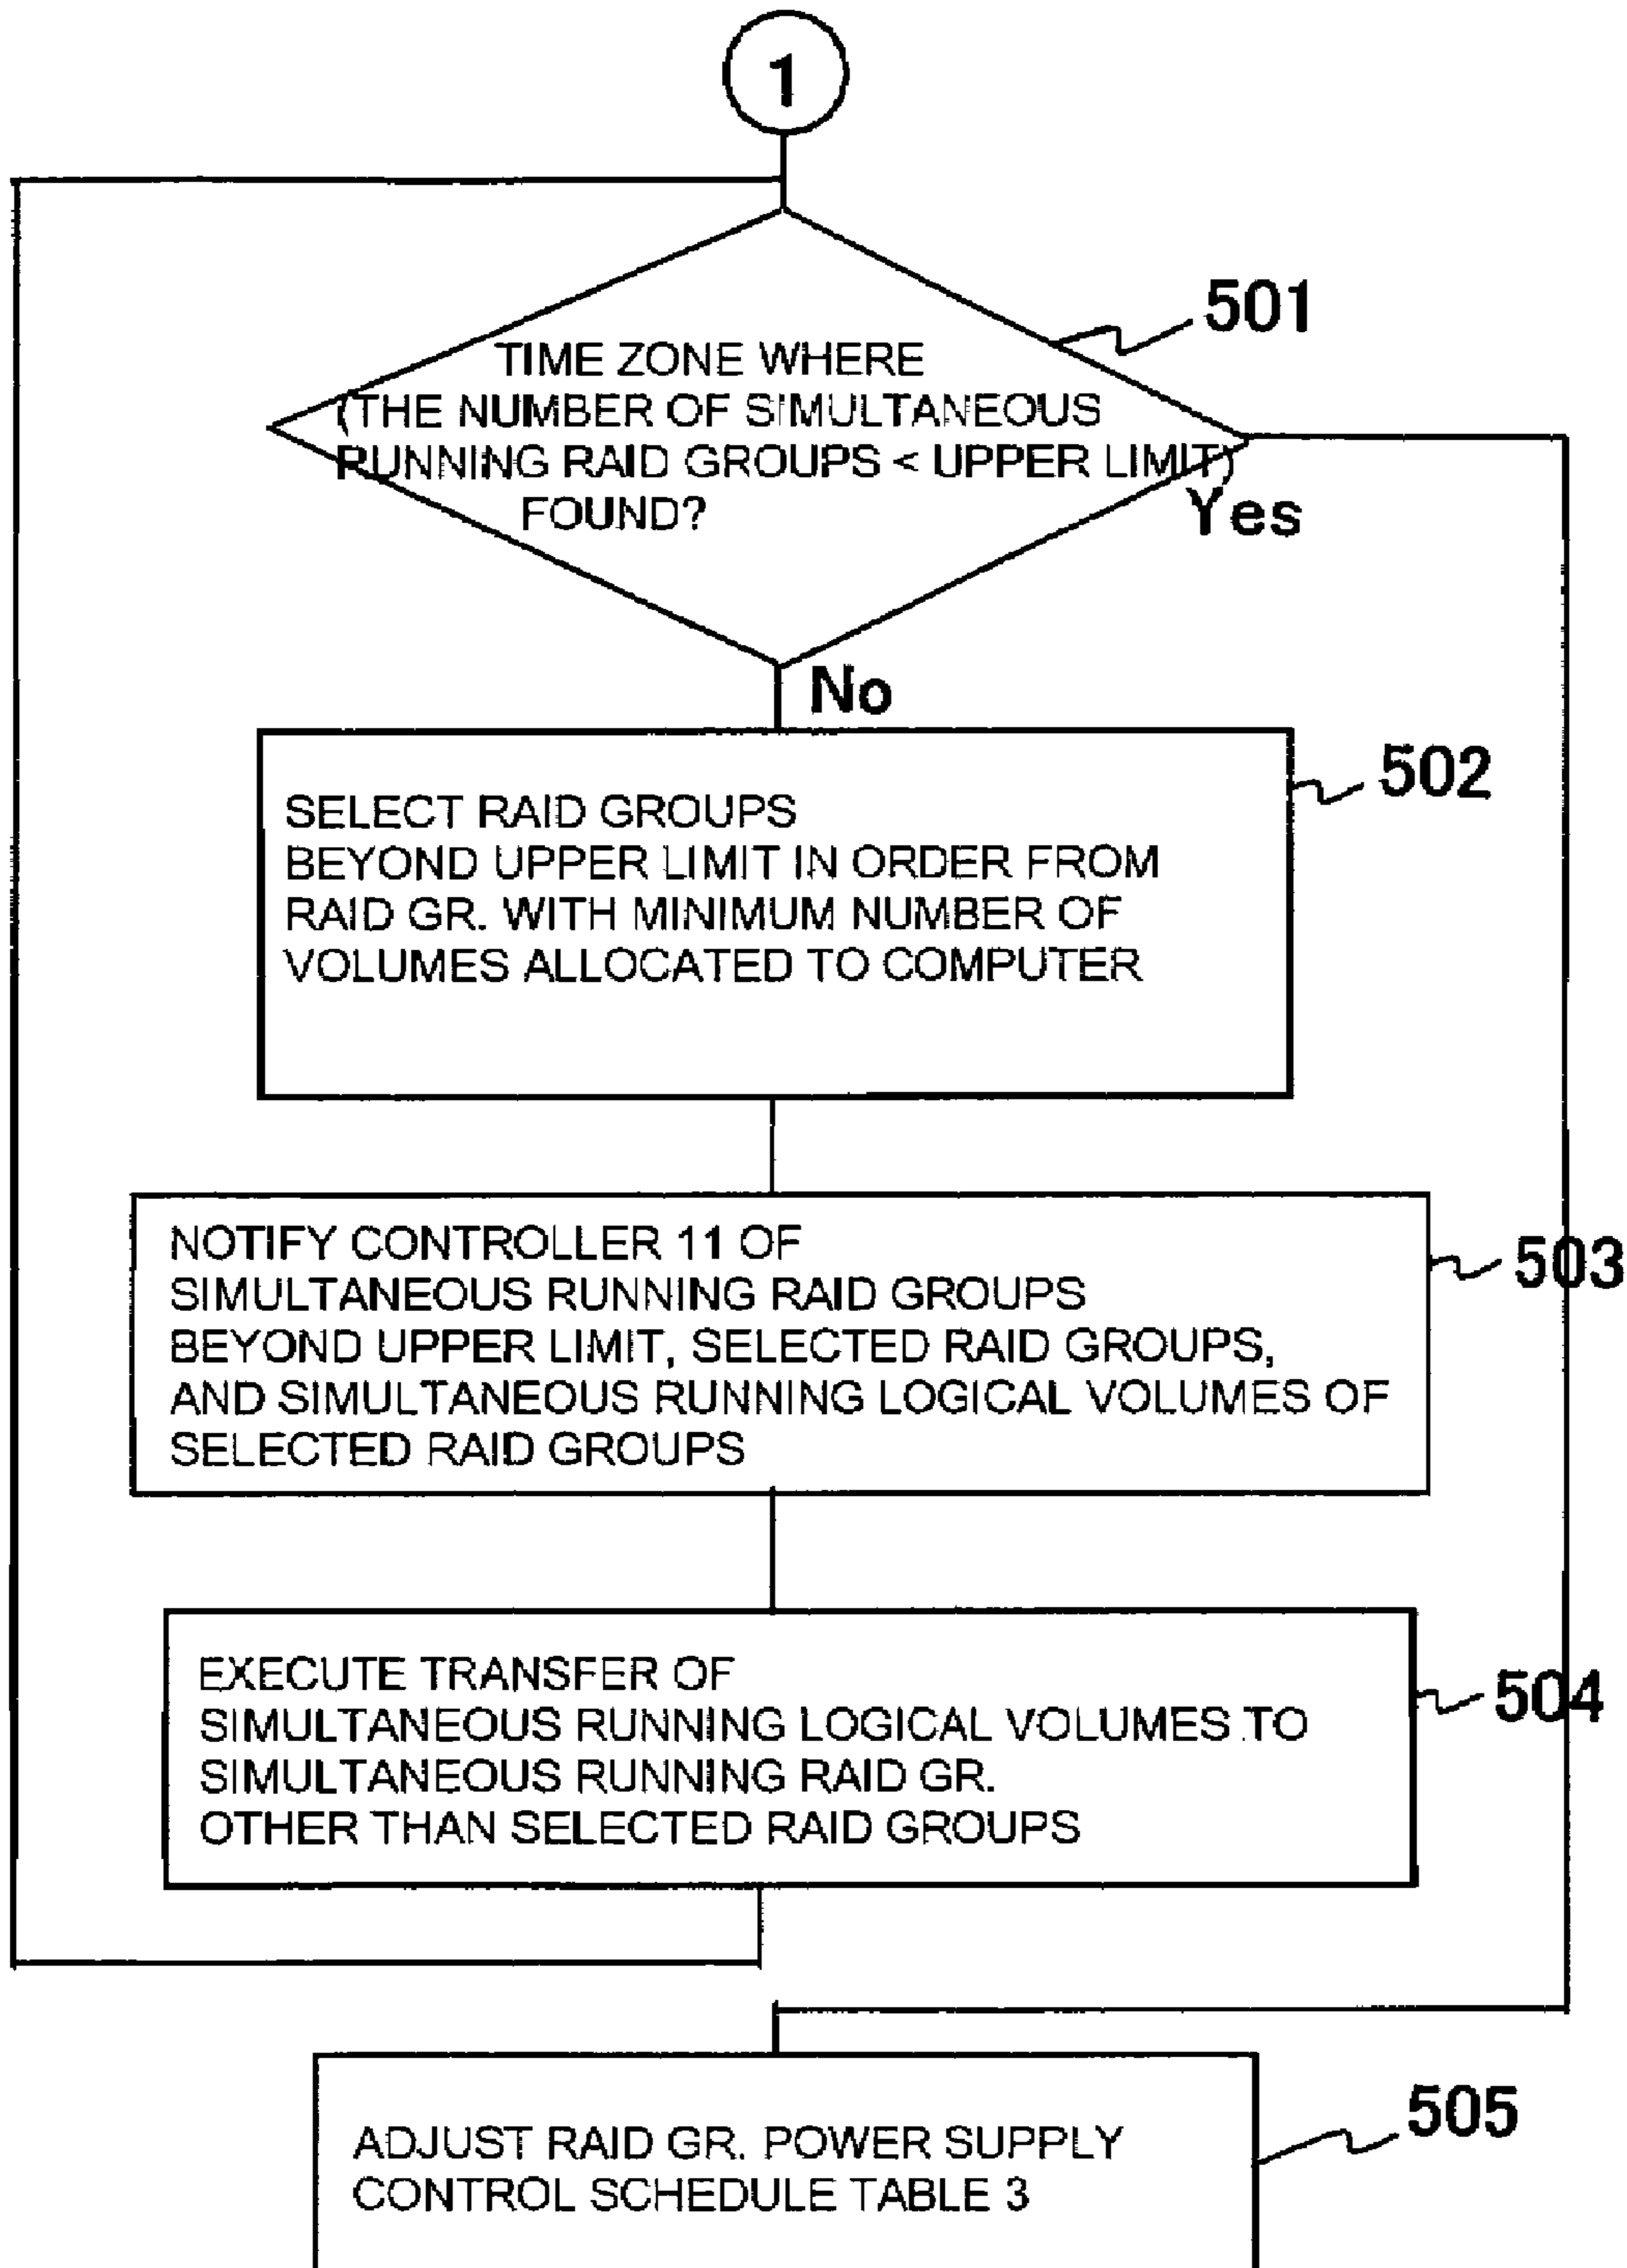 1
501
TIME ZONE WHERE
(THE NUMBER OF SIMULTANEOUS
RUNNING RAID GROUPS < UPPER LIMIT)
FOUND?
Yes
No
502
SELECT RAID GROUPS
BEYOND UPPER LIMIT IN ORDER FROM
RAID GR. WITH MINIMUM NUMBER OF
VOLUMES ALLOCATED TO COMPUTER
503
NOTIFY CONTROLLER 11 OF
SIMULTANEOUS RUNNING RAID GROUPS
BEYOND UPPER LIMIT, SELECTED RAID GROUPS,
AND SIMULTANEOUS RUNNING LOGICAL VOLUMES OF
SELECTED RAID GROUPS
504
EXECUTE TRANSFER OF
SIMULTANEOUS RUNNING LOGICAL VOLUMES TO
SIMULTANEOUS RUNNING RAID GR.
OTHER THAN SELECTED RAID GROUPS
505
ADJUST RAID GR. POWER SUPPLY
CONTROL SCHEDULE TABLE 3